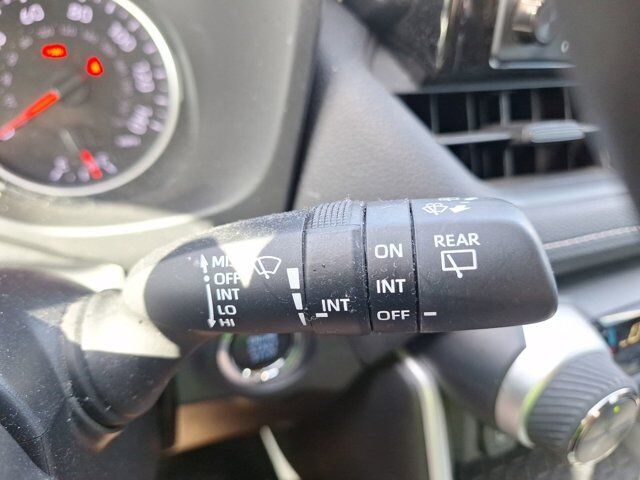 MIST
OFF
INT
LO
HI
INT
ON
INT
OFF
REAR